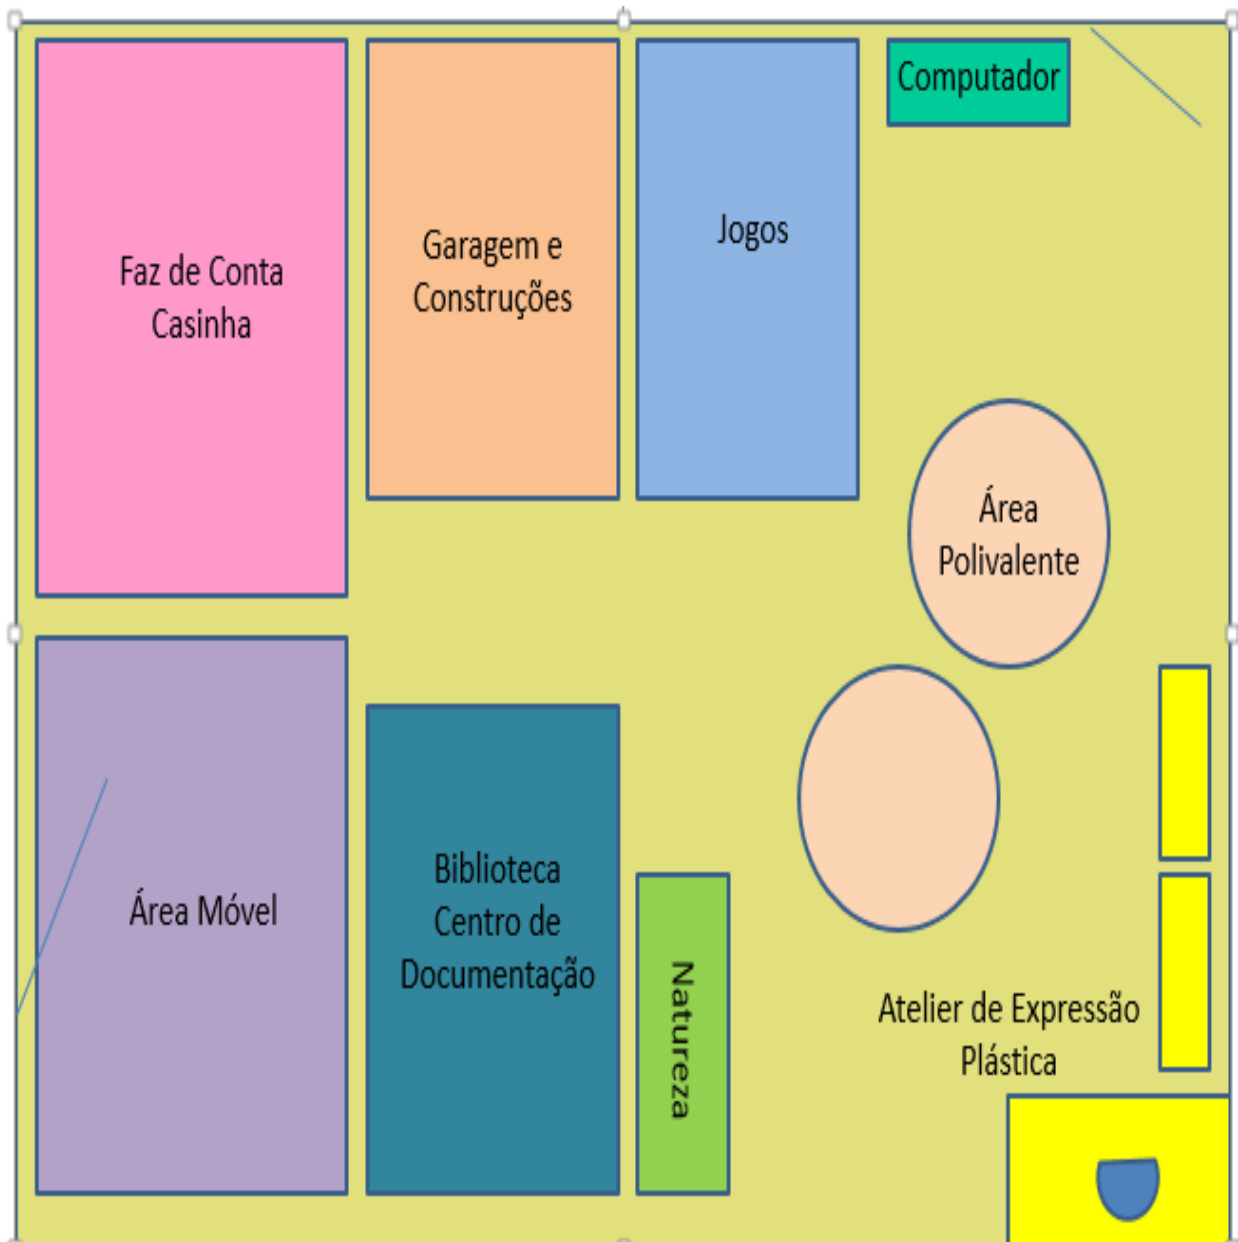 Computador
Faz de Conta
Casinha
Garagem e
Construções
Jogos
Área
Polivalente
Área Móvel
Biblioteca
Centro de
Documentação
Natureza
Atelier de Expressão
Plástica